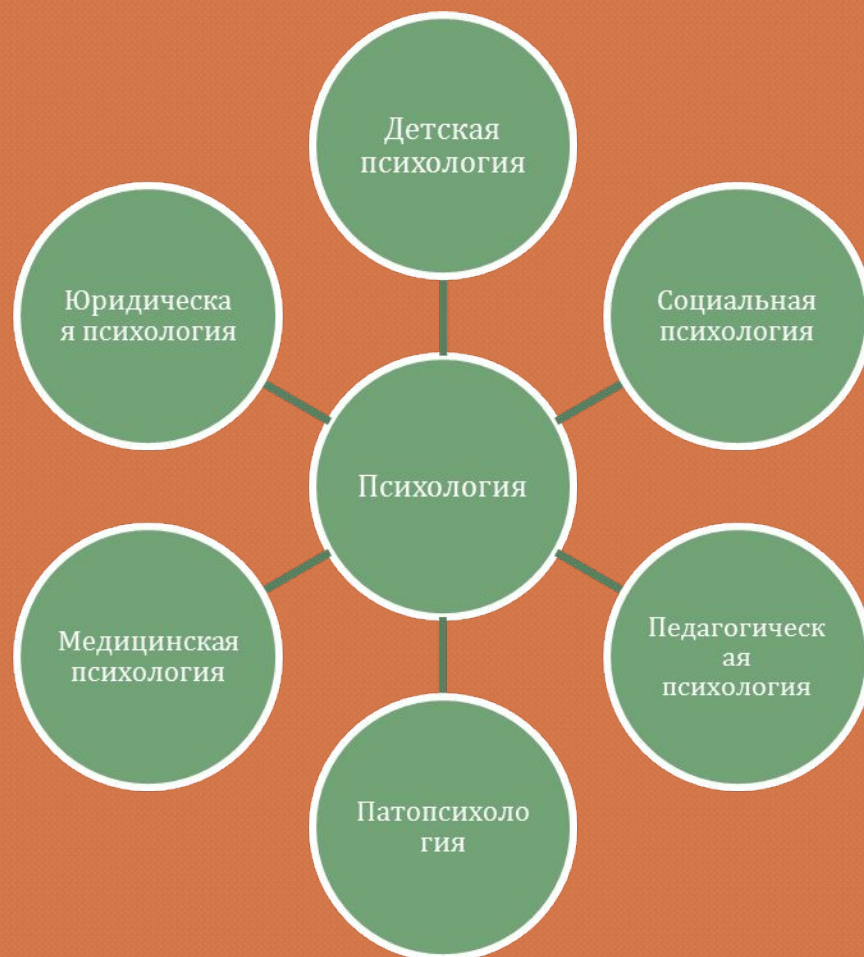 Детская
психология
Юридическа
я психология
Социальная
психология
Психология
Медицинская
психология
Педагогическ
ая
психология
Патопсихоло
гия